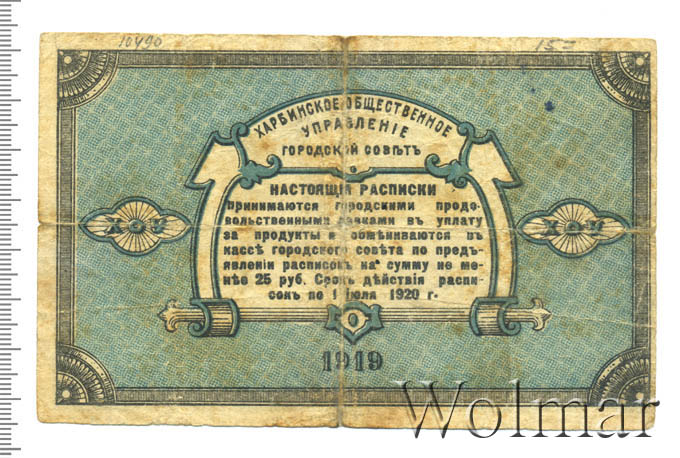 10490
15=
ХАРБИНСКОЕ ОБЩЕСТВЕННОЕ
УПРАВЛЕНІЕ
ГОРОДСКОЙ СОВѢТЪ
НАСТОЯЩІЯ РАСПИСКИ
принимаются городскими продо-
вольственными лавками въ уплату
за продукты и обмѣниваются въ
кассѣ городского совѣта по предъ-
явленіи расписокъ на сумму не ме-
нѣе 25 руб. Срокъ дѣйствія распи-
сокъ по 1 іюля 1920 г.
ХОУ
ХОУ
1919
Wolmar